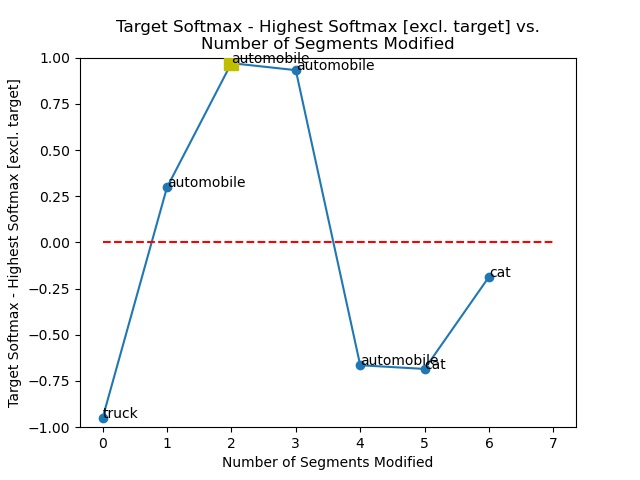 Target Softmax - Highest Softmax [excl. target] vs.
Number of Segments Modified
Target Softmax - Highest Softmax [excl. target]
1.00
0.75
0.50
0.25
0.00
−0.25
−0.50
−0.75
−1.00
truck
automobile
automobile
automobile
automobile
cat
cat
0 1 2 3 4 5 6 7
Number of Segments Modified